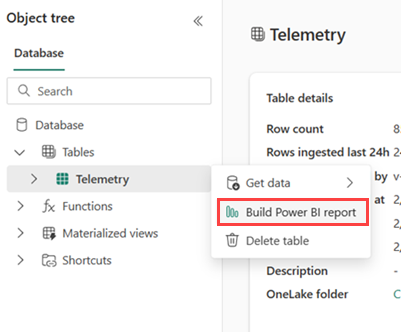 Object tree
Database
Search
Database
Tables
Telemetry
Functions
Materialized views
Shortcuts
Get data
Build Power BI report
Delete table
Telemetry
Table details
Row count 8
Rows ingested last 24h 24
by v-
at 2,
2,
2,
Description -
OneLake folder C